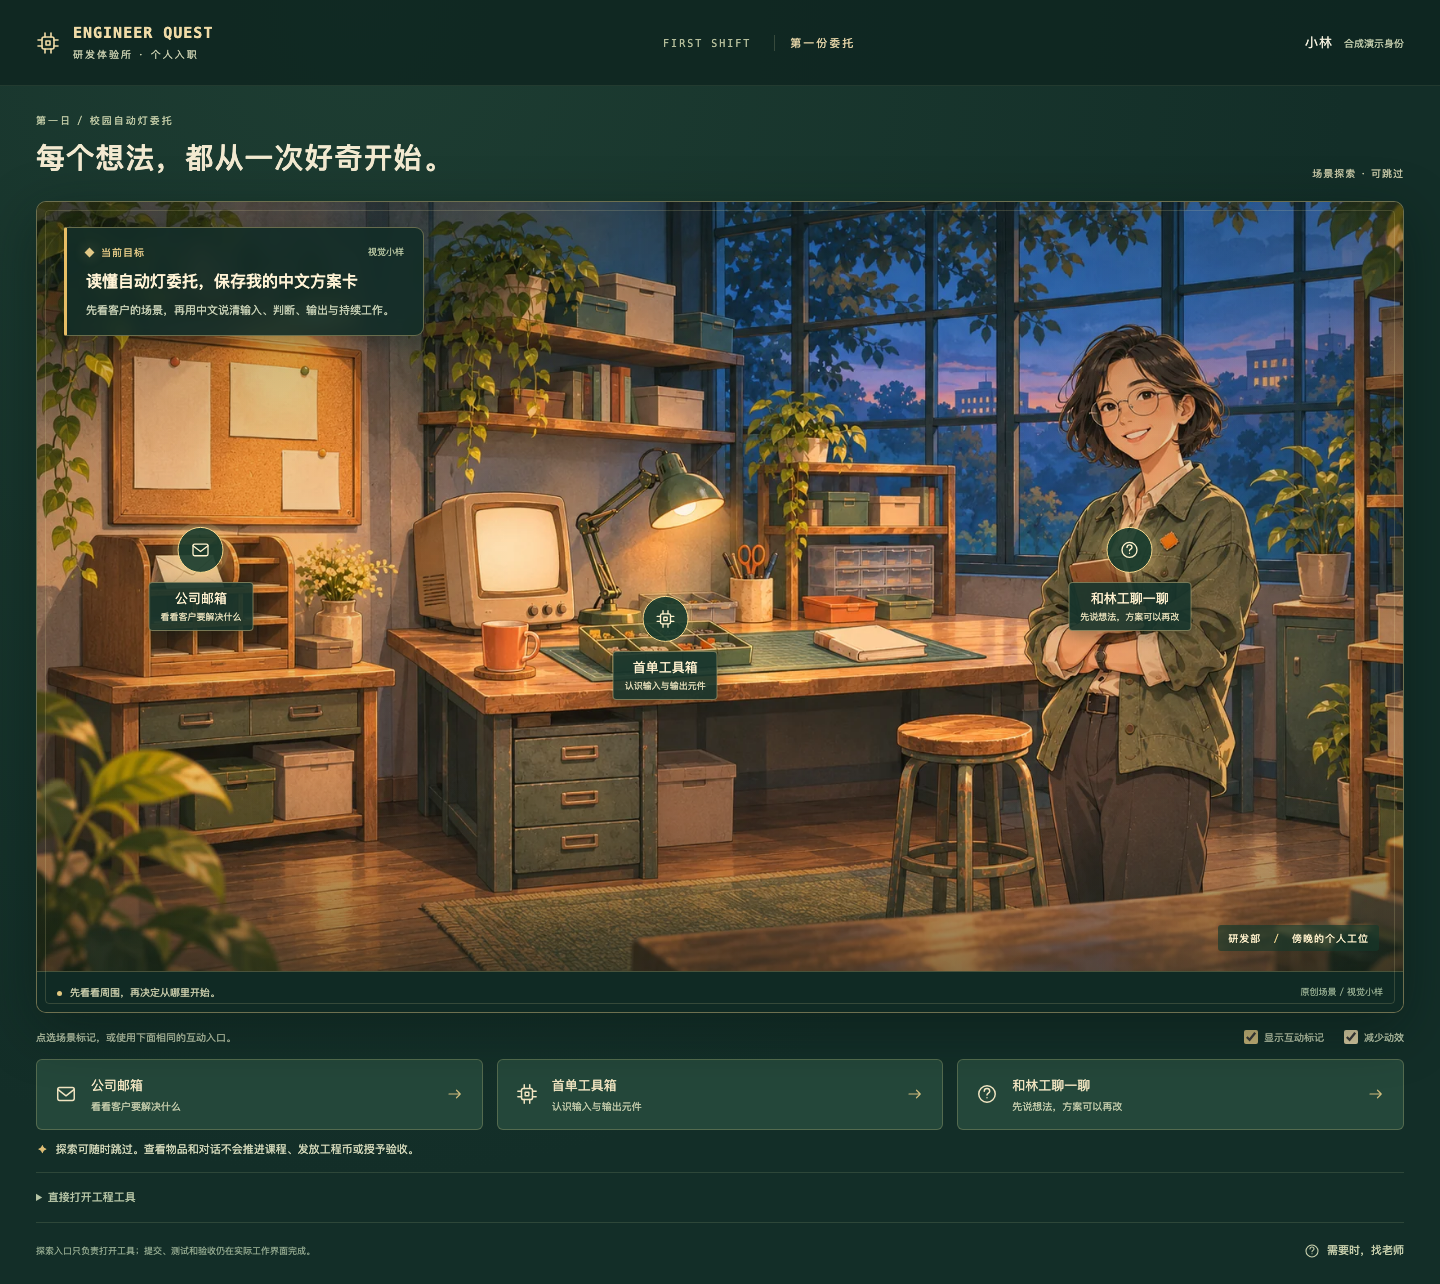 ENGINEER QUEST
研发体验所 · 个人入职
FIRST SHIFT
第一份委托
小林 合成演示身份
第一日 / 校园自动灯委托
每个想法，都从一次好奇开始。
场景探索 · 可跳过
当前目标
视觉小样
读懂自动灯委托，保存我的中文方案卡
先看客户的场景，再用中文说清输入、判断、输出与持续工作。
公司邮箱
看看客户要解决什么
首单工具箱
认识输入与输出元件
和林工聊一聊
先说想法，方案可以再改
研发部 / 傍晚的个人工位
先看看周围，再决定从哪里开始。
原创场景 / 视觉小样
点选场景标记，或使用下面相同的互动入口。
显示互动标记
减少动效
公司邮箱
看看客户要解决什么
首单工具箱
认识输入与输出元件
和林工聊一聊
先说想法，方案可以再改
探索可随时跳过。查看物品和对话不会推进课程、发放工程币或授予验收。
直接打开工程工具
探索入口只负责打开工具；提交、测试和验收仍在实际工作界面完成。
需要时，找老师